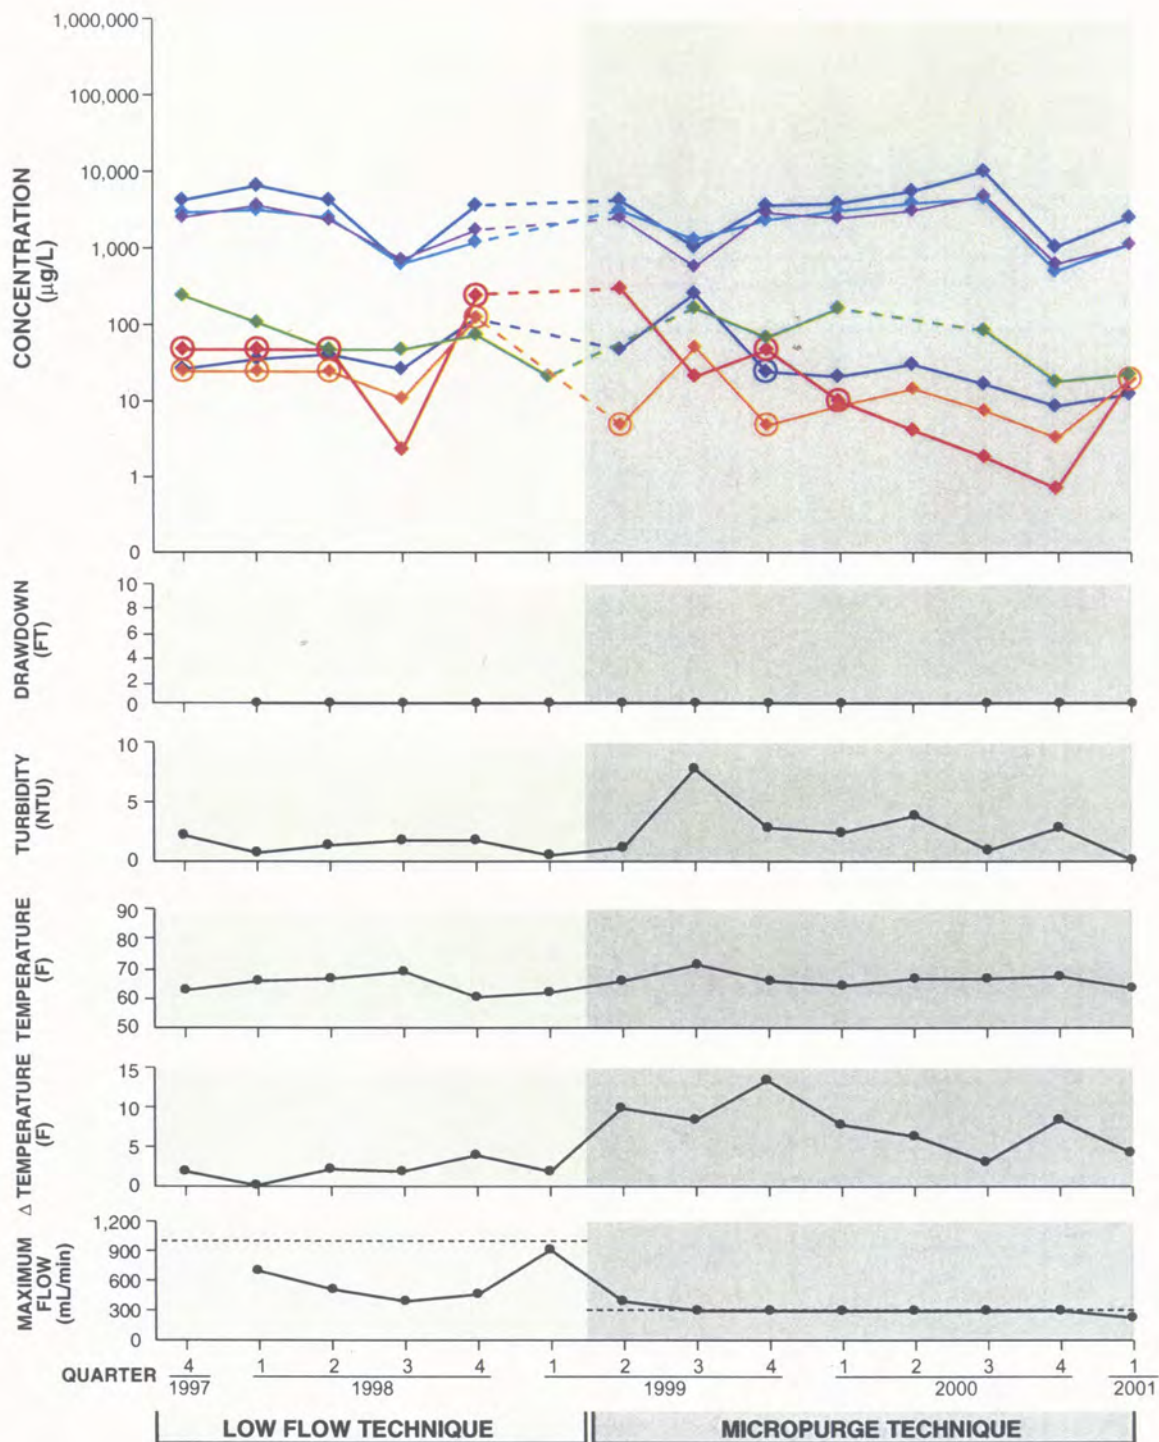 1,000,000
100,000
10,000
1,000
100
10
1
0
CONCENTRATION
(µg/L)
10
8
6
4
2
0
DRAWDOWN
(FT)
10
5
0
TURBIDITY
(NTU)
90
80
70
60
50
TEMPERATURE
(F)
15
10
5
0
Δ TEMPERATURE
(F)
1,200
900
600
300
0
MAXIMUM
FLOW
(mL/min)
QUARTER 4 1 2 3 4 1 2 3 4 1 2 3 4 1
1997 1998 1999 2000 2001
LOW FLOW TECHNIQUE MICROPURGE TECHNIQUE